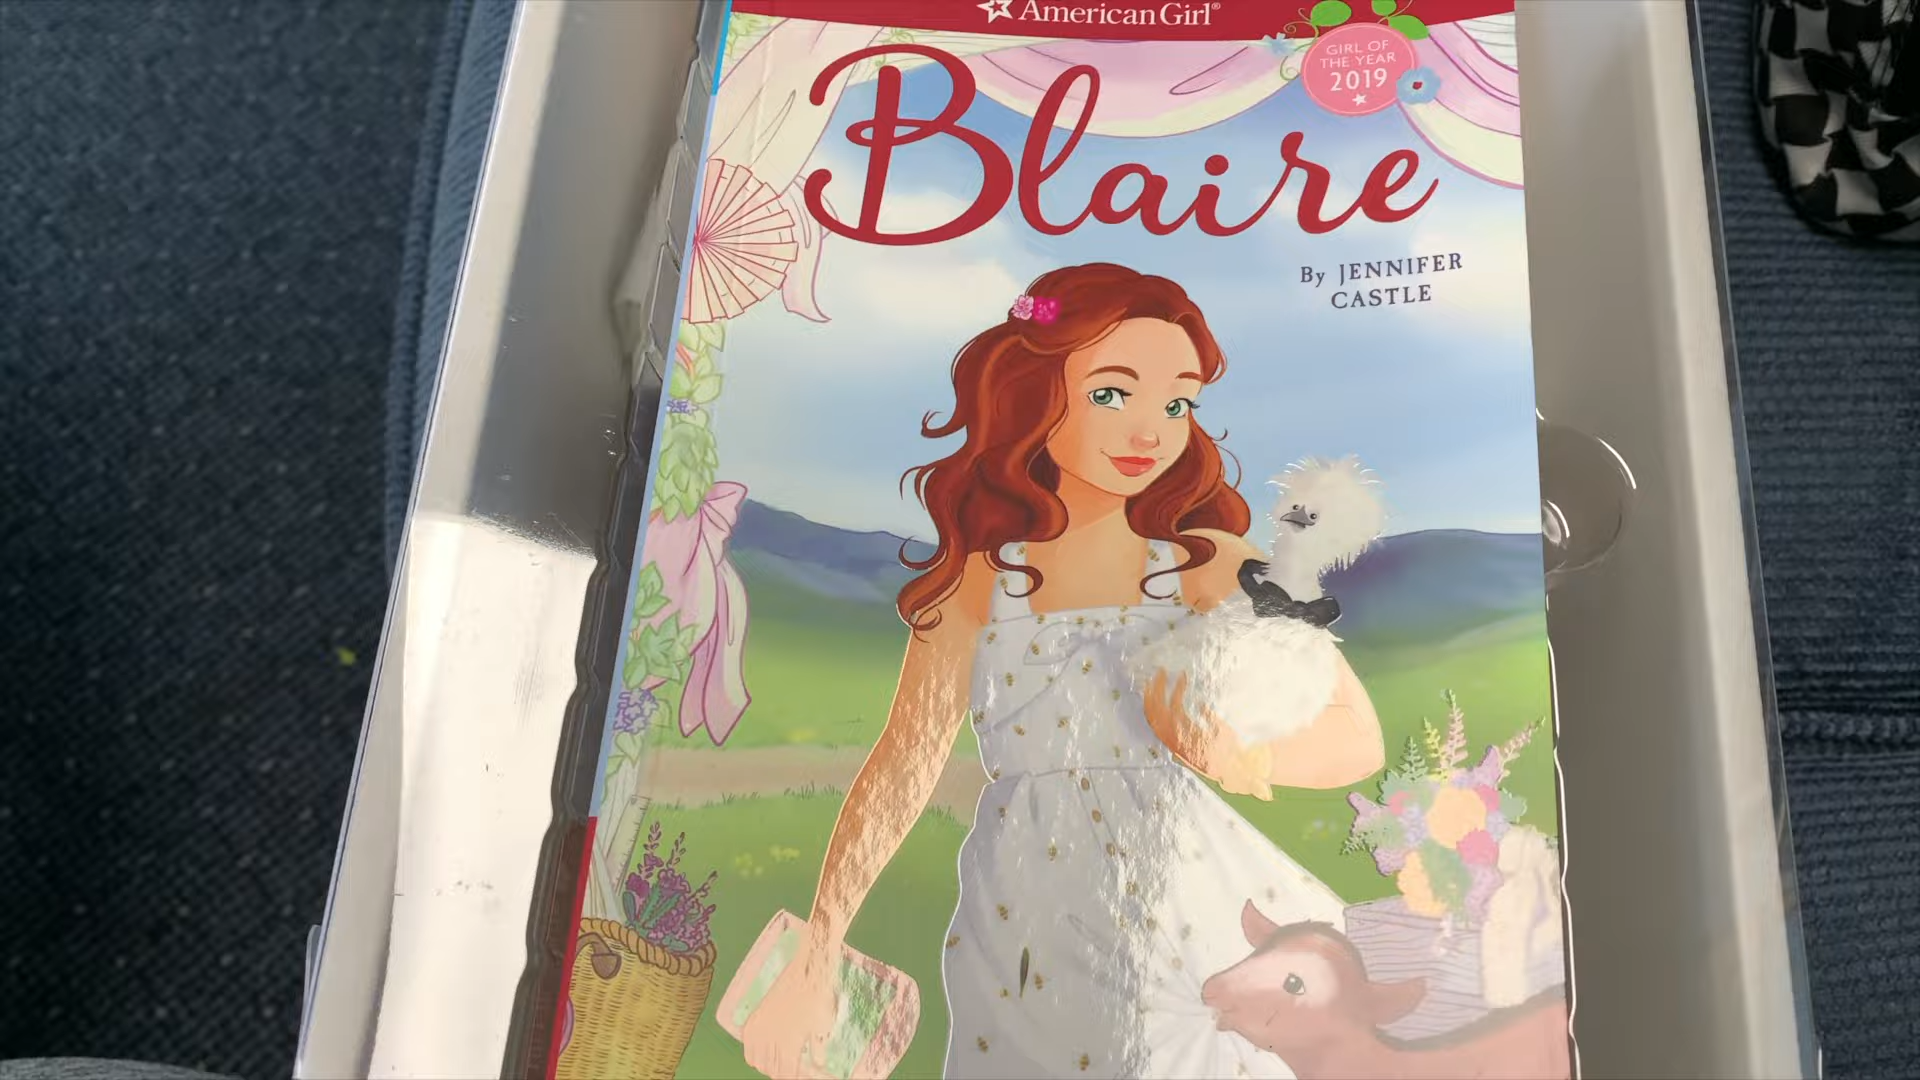 American Girl®
GIRL OF
THE YEAR
2019
Blaire
By JENNIFER
CASTLE